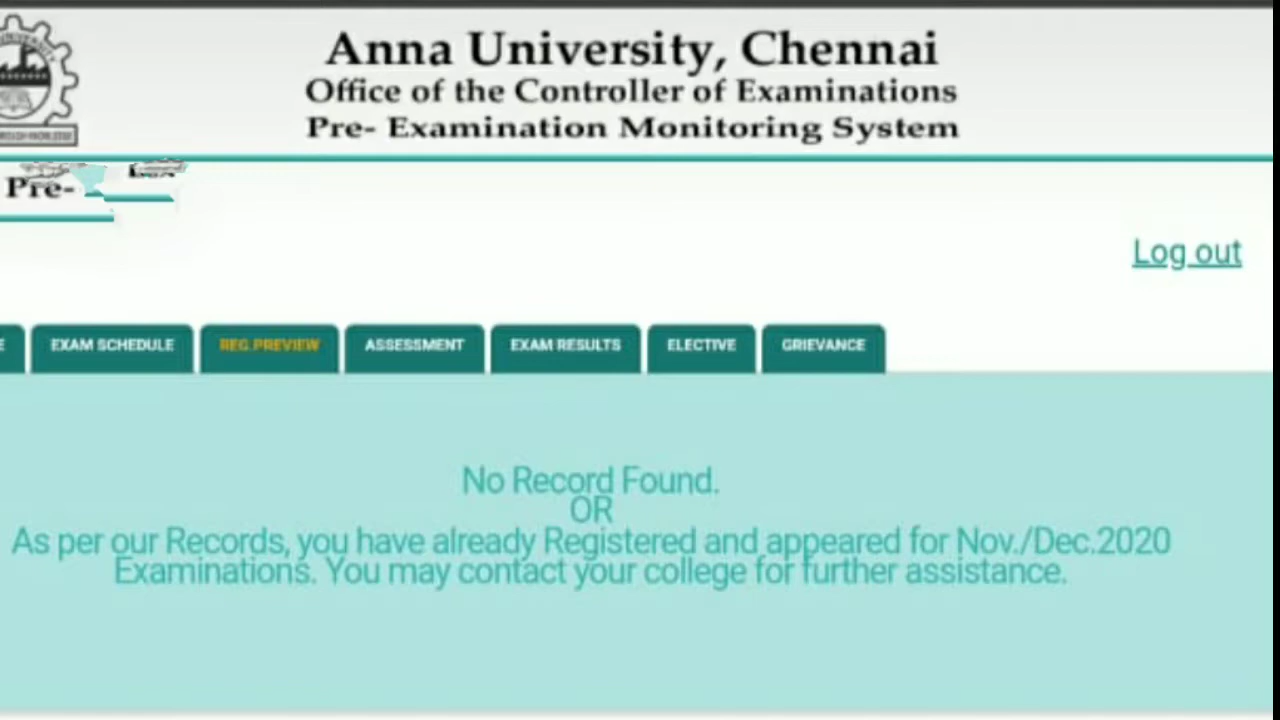 Anna University, Chennai
Office of the Controller of Examinations
Pre- Examination Monitoring System
Pre-
Log out
E EXAM SCHEDULE REG.PREVIEW ASSESSMENT EXAM RESULTS ELECTIVE GRIEVANCE
No Record Found.
OR
As per our Records, you have already Registered and appeared for Nov./Dec.2020
Examinations. You may contact your college for further assistance.